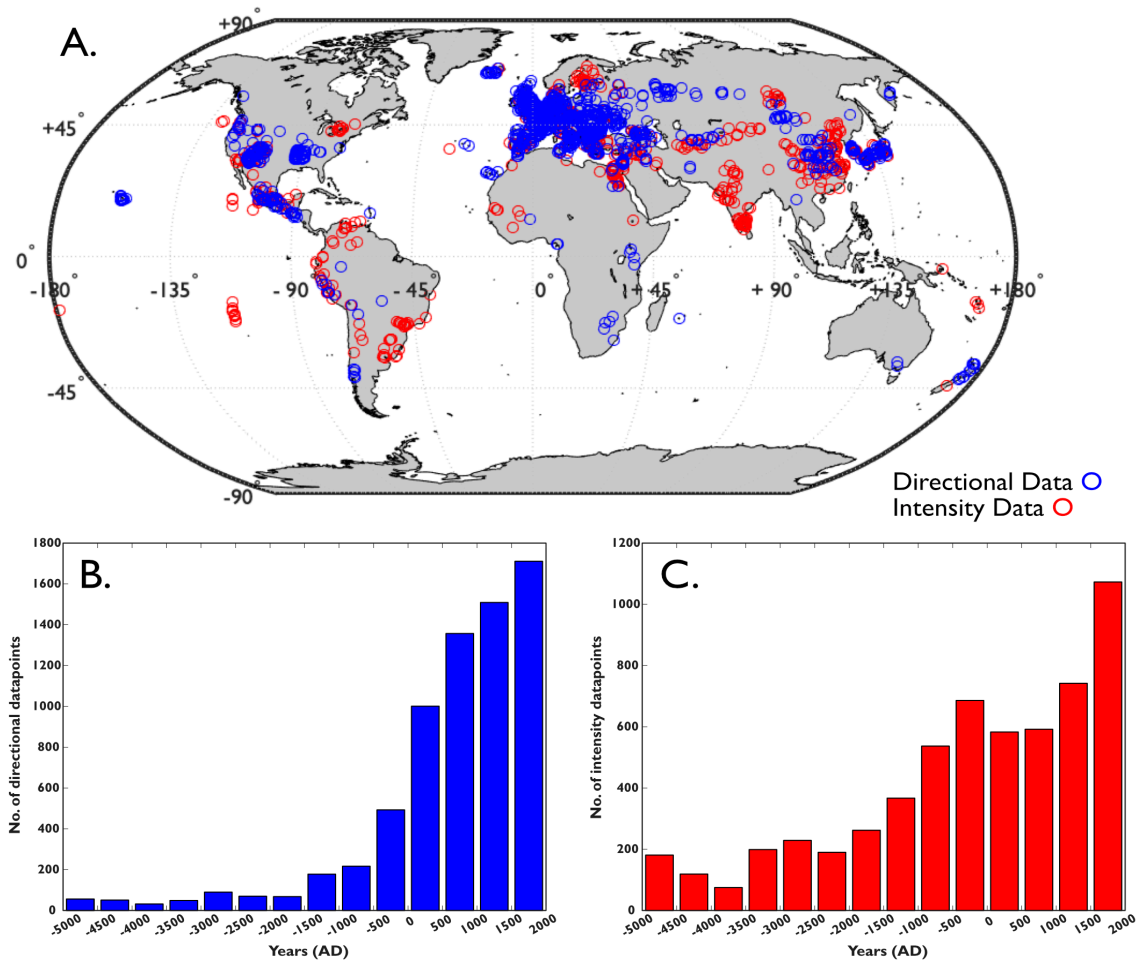 A.
+90°
+45°
0°
-180° -135° -90° -45° 0° +45° +90° +135° +180°
-45°
-90°
Directional Data
Intensity Data
B.
No. of directional datapoints
1800
1600
1400
1200
1000
800
600
400
200
0
-5000 -4500 -4000 -3500 -3000 -2500 -2000 -1500 -1000 -500 0 500 1000 1500 2000
Years (AD)
C.
No. of intensity datapoints
1200
1000
800
600
400
200
0
-5000 -4500 -4000 -3500 -3000 -2500 -2000 -1500 -1000 -500 0 500 1000 1500 2000
Years (AD)